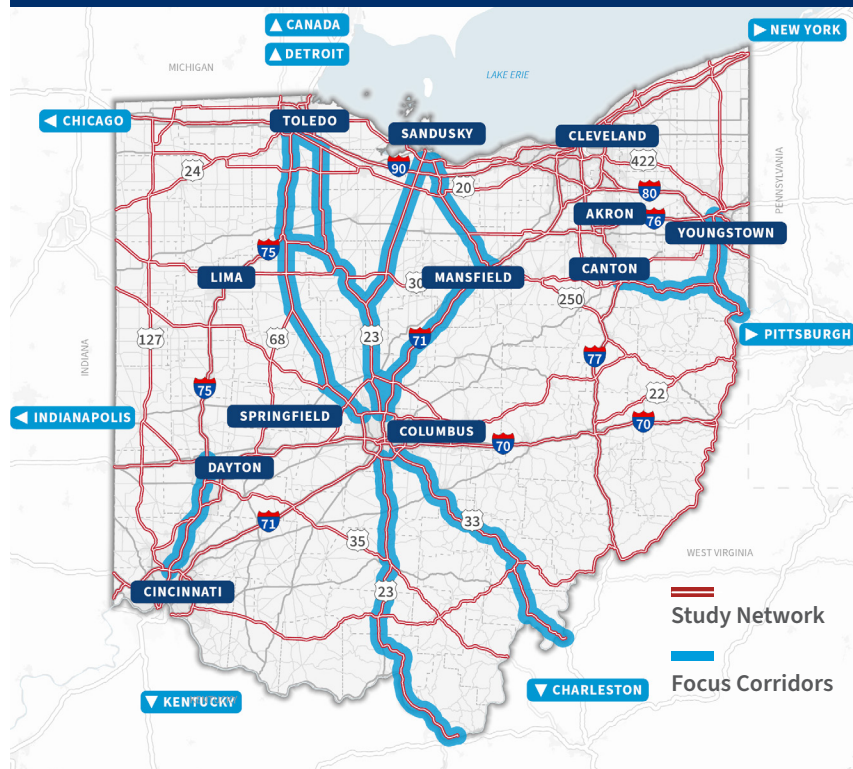 CANADA
NEW YORK
DETROIT
MICHIGAN
LAKE ERIE
CHICAGO
TOLEDO
SANDUSKY
CLEVELAND
422
90
24
20
80
PENNSYLVANIA
AKRON
76
YOUNGSTOWN
75
LIMA
30
MANSFIELD
CANTON
250
127
68
23
71
PITTSBURGH
INDIANA
77
75
22
INDIANAPOLIS
SPRINGFIELD
COLUMBUS
70
70
DAYTON
71
33
35
WEST VIRGINIA
CINCINNATI
23
Study Network
Focus Corridors
KENTUCKY
CHARLESTON